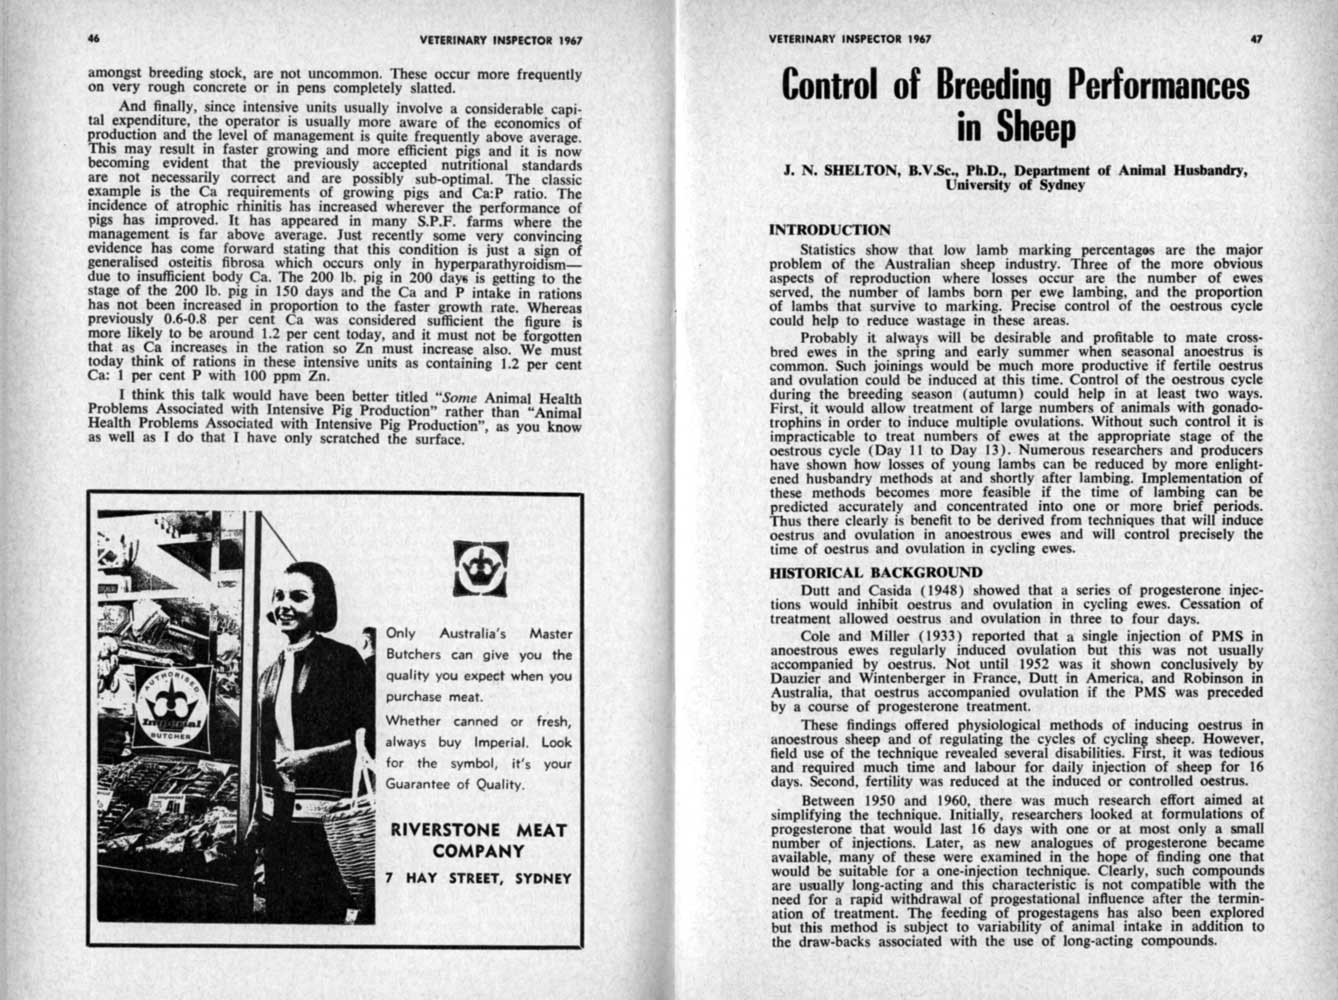 46
VETERINARY INSPECTOR 1967
amongst breeding stock, are not uncommon. These occur more frequently
on very rough concrete or in pens completely slatted.
And finally, since intensive units usually involve a considerable capi-
tal expenditure, the operator is usually more aware of the economics of
production and the level of management is quite frequently above average.
This may result in faster growing and more efficient pigs and it is now
becoming evident that the previously accepted nutritional standards
are not necessarily correct and are possibly sub-optimal. The classic
example is the Ca requirements of growing pigs and Ca:P ratio. The
incidence of atrophic rhinitis has increased wherever the performance of
pigs has improved. It has appeared in many S.P.F. farms where the
management is far above average. Just recently some very convincing
evidence has come forward stating that this condition is just a sign of
generalised osteitis fibrosa which occurs only in hyperparathyroidism—
due to insufficient body Ca. The 200 lb. pig in 200 days is getting to the
stage of the 200 lb. pig in 150 days and the Ca and P intake in rations
has not been increased in proportion to the faster growth rate. Whereas
previously 0.6-0.8 per cent Ca was considered sufficient the figure is
more likely to be around 1.2 per cent today, and it must not be forgotten
that as Ca increases in the ration so Zn must increase also. We must
today think of rations in these intensive units as containing 1.2 per cent
Ca: 1 per cent P with 100 ppm Zn.
I think this talk would have been better titled "Some Animal Health
Problems Associated with Intensive Pig Production" rather than "Animal
Health Problems Associated with Intensive Pig Production", as you know
as well as I do that I have only scratched the surface.
AUTHORISED
Imperial
BUTCHER
Only Australia's Master
Butchers can give you the
quality you expect when you
purchase meat.
Whether canned or fresh,
always buy Imperial. Look
for the symbol, it's your
Guarantee of Quality.
RIVERSTONE MEAT
COMPANY
7 HAY STREET, SYDNEY
VETERINARY INSPECTOR 1967
47
Control of Breeding Performances
in Sheep
J. N. SHELTON, B.V.Sc., Ph.D., Department of Animal Husbandry,
University of Sydney
INTRODUCTION
Statistics show that low lamb marking percentages are the major
problem of the Australian sheep industry. Three of the more obvious
aspects of reproduction where losses occur are the number of ewes
served, the number of lambs born per ewe lambing, and the proportion
of lambs that survive to marking. Precise control of the oestrous cycle
could help to reduce wastage in these areas.
Probably it always will be desirable and profitable to mate cross-
bred ewes in the spring and early summer when seasonal anoestrus is
common. Such joinings would be much more productive if fertile oestrus
and ovulation could be induced at this time. Control of the oestrous cycle
during the breeding season (autumn) could help in at least two ways.
First, it would allow treatment of large numbers of animals with gonado-
trophins in order to induce multiple ovulations. Without such control it is
impracticable to treat numbers of ewes at the appropriate stage of the
oestrous cycle (Day 11 to Day 13). Numerous researchers and producers
have shown how losses of young lambs can be reduced by more enlight-
ened husbandry methods at and shortly after lambing. Implementation of
these methods becomes more feasible if the time of lambing can be
predicted accurately and concentrated into one or more brief periods.
Thus there clearly is benefit to be derived from techniques that will induce
oestrus and ovulation in anoestrous ewes and will control precisely the
time of oestrus and ovulation in cycling ewes.
HISTORICAL BACKGROUND
Dutt and Casida (1948) showed that a series of progesterone injec-
tions would inhibit oestrus and ovulation in cycling ewes. Cessation of
treatment allowed oestrus and ovulation in three to four days.
Cole and Miller (1933) reported that a single injection of PMS in
anoestrous ewes regularly induced ovulation but this was not usually
accompanied by oestrus. Not until 1952 was it shown conclusively by
Dauzier and Wintenberger in France, Dutt in America, and Robinson in
Australia, that oestrus accompanied ovulation if the PMS was preceded
by a course of progesterone treatment.
These findings offered physiological methods of inducing oestrus in
anoestrous sheep and of regulating the cycles of cycling sheep. However,
field use of the technique revealed several disabilities. First, it was tedious
and required much time and labour for daily injection of sheep for 16
days. Second, fertility was reduced at the induced or controlled oestrus.
Between 1950 and 1960, there was much research effort aimed at
simplifying the technique. Initially, researchers looked at formulations of
progesterone that would last 16 days with one or at most only a small
number of injections. Later, as new analogues of progesterone became
available, many of these were examined in the hope of finding one that
would be suitable for a one-injection technique. Clearly, such compounds
are usually long-acting and this characteristic is not compatible with the
need for a rapid withdrawal of progestational influence after the termin-
ation of treatment. The feeding of progestagens has also been explored
but this method is subject to variability of animal intake in addition to
the draw-backs associated with the use of long-acting compounds.